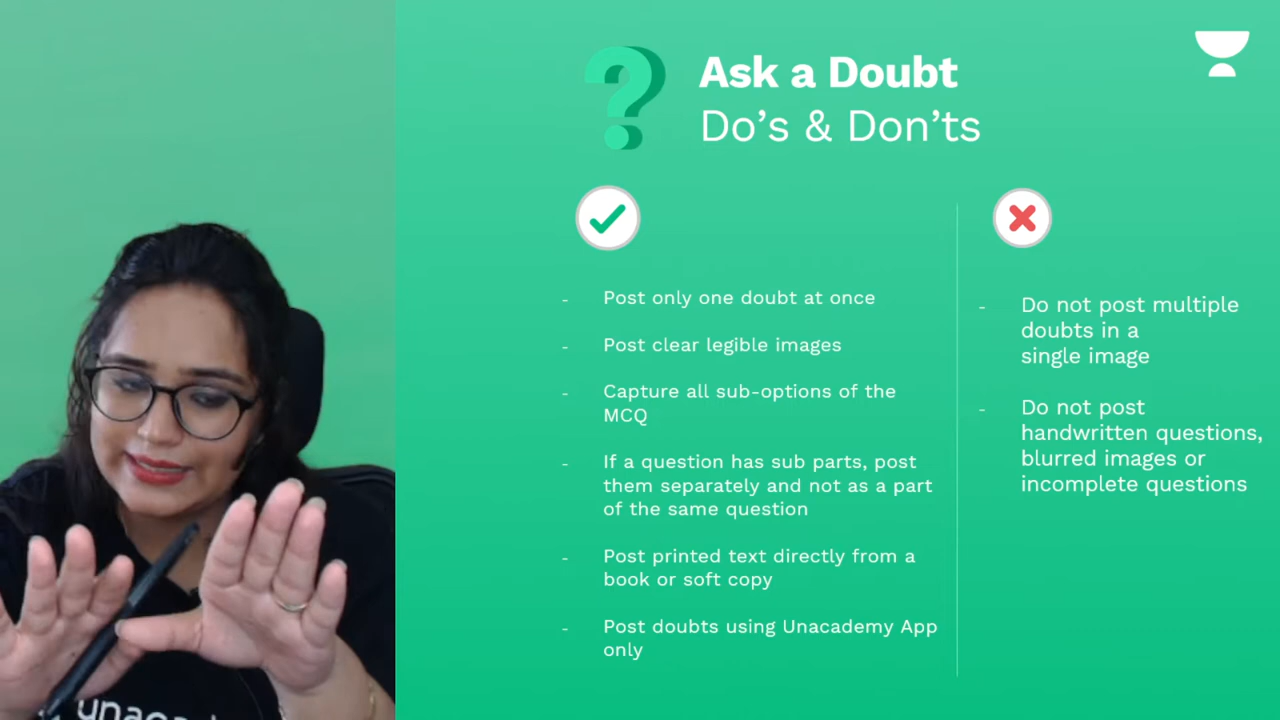 Ask a Doubt
Do’s & Don’ts
- Post only one doubt at once
- Post clear legible images
- Capture all sub-options of the
MCQ
- If a question has sub parts, post
them separately and not as a part
of the same question
- Post printed text directly from a
book or soft copy
- Post doubts using Unacademy App
only
- Do not post multiple
doubts in a
single image
- Do not post
handwritten questions,
blurred images or
incomplete questions